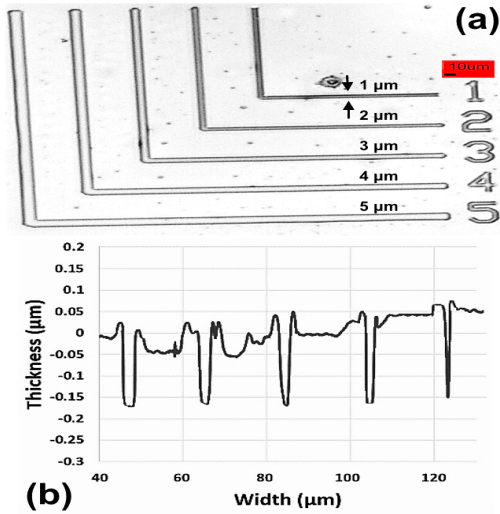 (a)
10um
1 µm
1
2 µm
2
3 µm
3
4 µm
4
5 µm
5
0.2
0.15
0.1
0.05
0
-0.05
-0.1
-0.15
-0.2
-0.25
-0.3
Thickness (µm)
40 60 80 100 120
Width (µm)
(b)